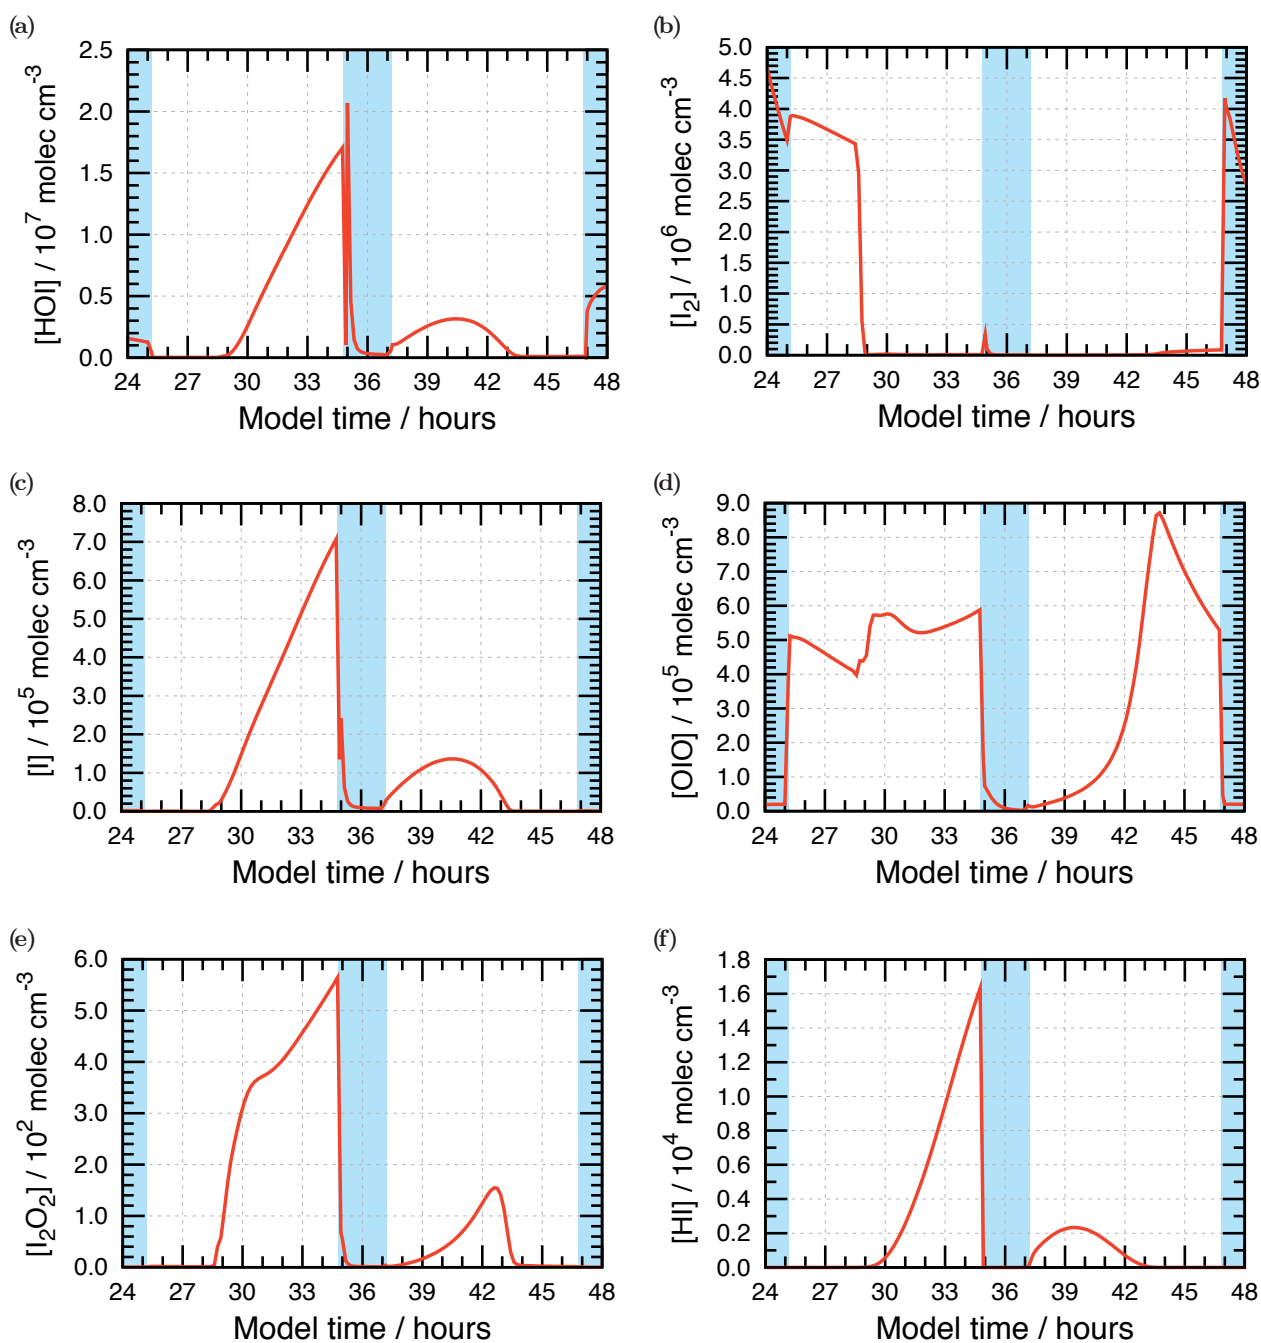 (a)
[HOI] / 10^7 molec cm^-3
2.5
2.0
1.5
1.0
0.5
0.0
24 27 30 33 36 39 42 45 48
Model time / hours
(b)
[I_2] / 10^6 molec cm^-3
5.0
4.5
4.0
3.5
3.0
2.5
2.0
1.5
1.0
0.5
0.0
24 27 30 33 36 39 42 45 48
Model time / hours
(c)
[I] / 10^5 molec cm^-3
8.0
7.0
6.0
5.0
4.0
3.0
2.0
1.0
0.0
24 27 30 33 36 39 42 45 48
Model time / hours
(d)
[OIO] / 10^5 molec cm^-3
9.0
8.0
7.0
6.0
5.0
4.0
3.0
2.0
1.0
0.0
24 27 30 33 36 39 42 45 48
Model time / hours
(e)
[I_2O_2] / 10^2 molec cm^-3
6.0
5.0
4.0
3.0
2.0
1.0
0.0
24 27 30 33 36 39 42 45 48
Model time / hours
(f)
[HI] / 10^4 molec cm^-3
1.8
1.6
1.4
1.2
1.0
0.8
0.6
0.4
0.2
0.0
24 27 30 33 36 39 42 45 48
Model time / hours